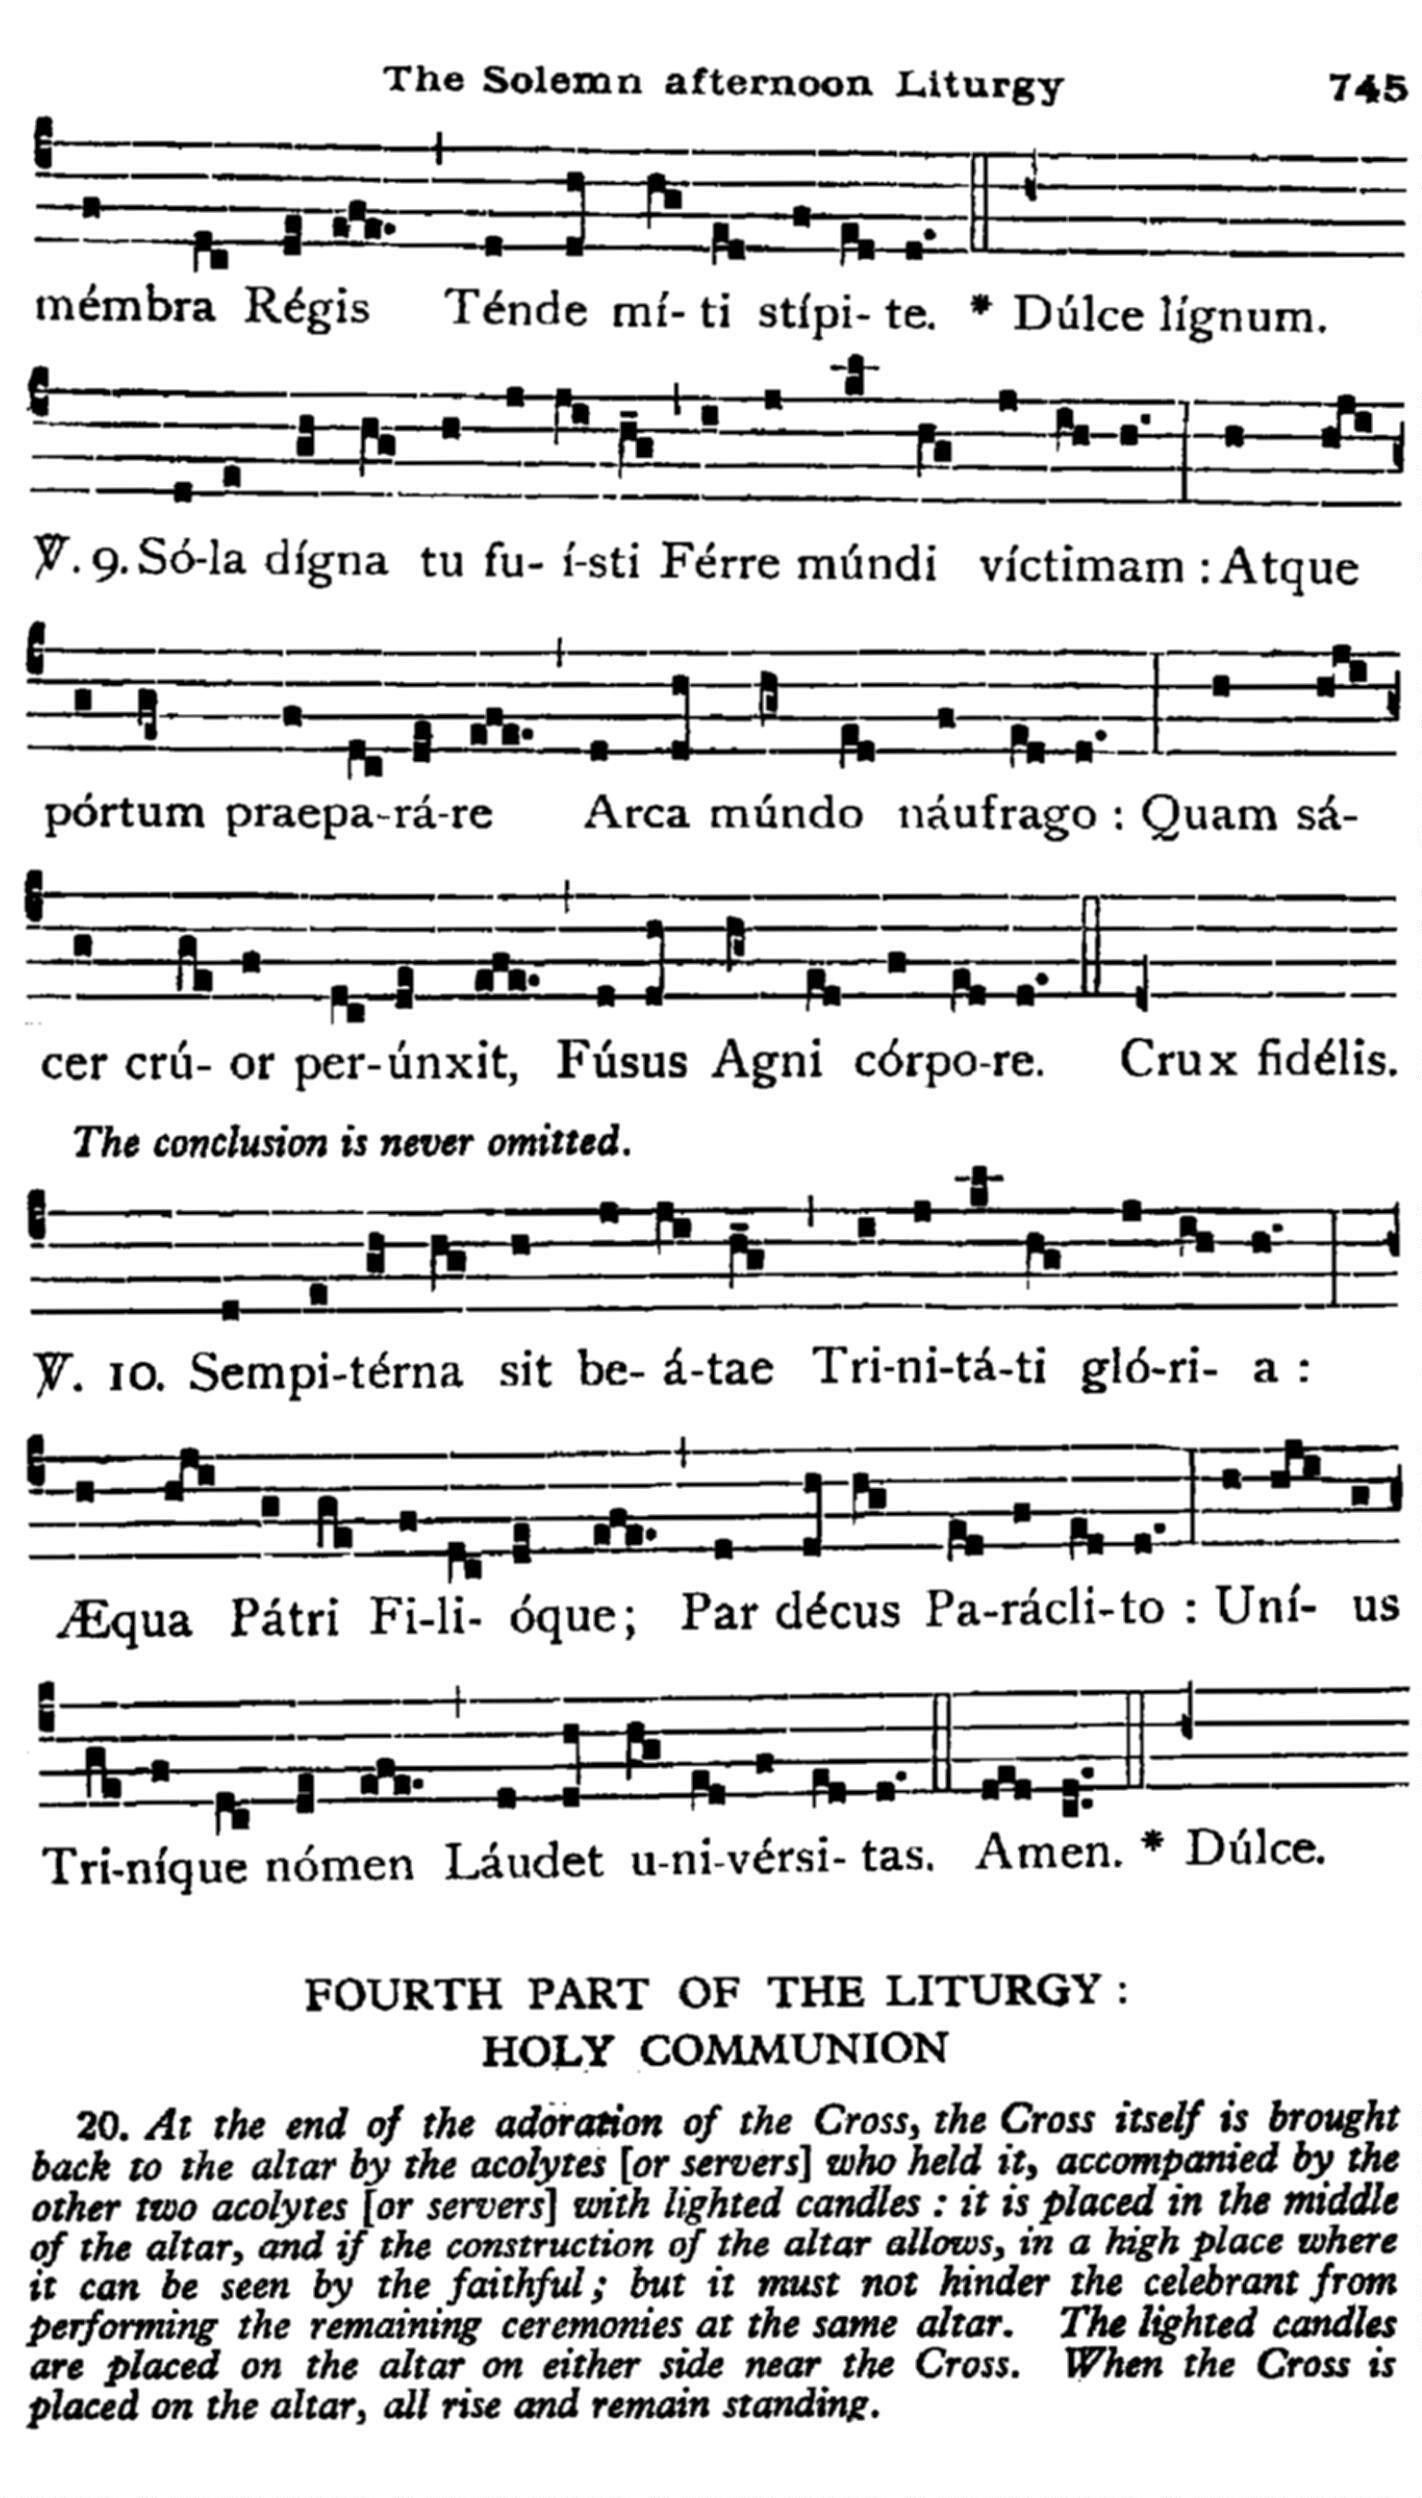 The Solemn afternoon Liturgy 745
mémbra Régis Ténde mí- ti stípi- te. * Dúlce lígnum.
℣. 9. Só-la dígna tu fu- í-sti Férre múndi víctimam : Atque
pórtum praepa-rá-re Arca múndo náufrago : Quam sá-
cer crú- or per-únxit, Fúsus Agni córpo-re. Crux fidélis.
The conclusion is never omitted.
℣. 10. Sempi-térna sit be- á-tae Tri-ni-tá-ti gló-ri- a :
Æqua Pátri Fi-li- óque; Par décus Pa-rácli-to : Uní- us
Tri-níque nómen Láudet u-ni-vérsi- tas. Amen. * Dúlce.
FOURTH PART OF THE LITURGY :
HOLY COMMUNION
20. At the end of the adoration of the Cross, the Cross itself is brought
back to the altar by the acolytes [or servers] who held it, accompanied by the
other two acolytes [or servers] with lighted candles : it is placed in the middle
of the altar, and if the construction of the altar allows, in a high place where
it can be seen by the faithful ; but it must not hinder the celebrant from
performing the remaining ceremonies at the same altar. The lighted candles
are placed on the altar on either side near the Cross. When the Cross is
placed on the altar, all rise and remain standing.